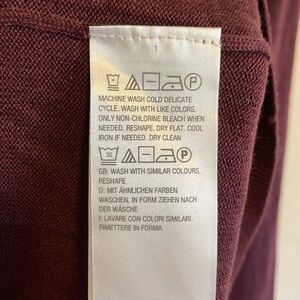 1
MACHINE WASH COLD DELICATE
CYCLE. WASH WITH LIKE COLORS.
ONLY NON-CHLORINE BLEACH WHEN
NEEDED. RESHAPE. DRY FLAT. COOL
IRON IF NEEDED. DRY CLEAN
30
GB: WASH WITH SIMILAR COLOURS.
RESHAPE
D: MIT ÄHNLICHEN FARBEN
WASCHEN. IN FORM ZIEHEN NACH
DER WÄSCHE
I: LAVARE CON COLORI SIMILARI.
RIMETTERE IN FORMA